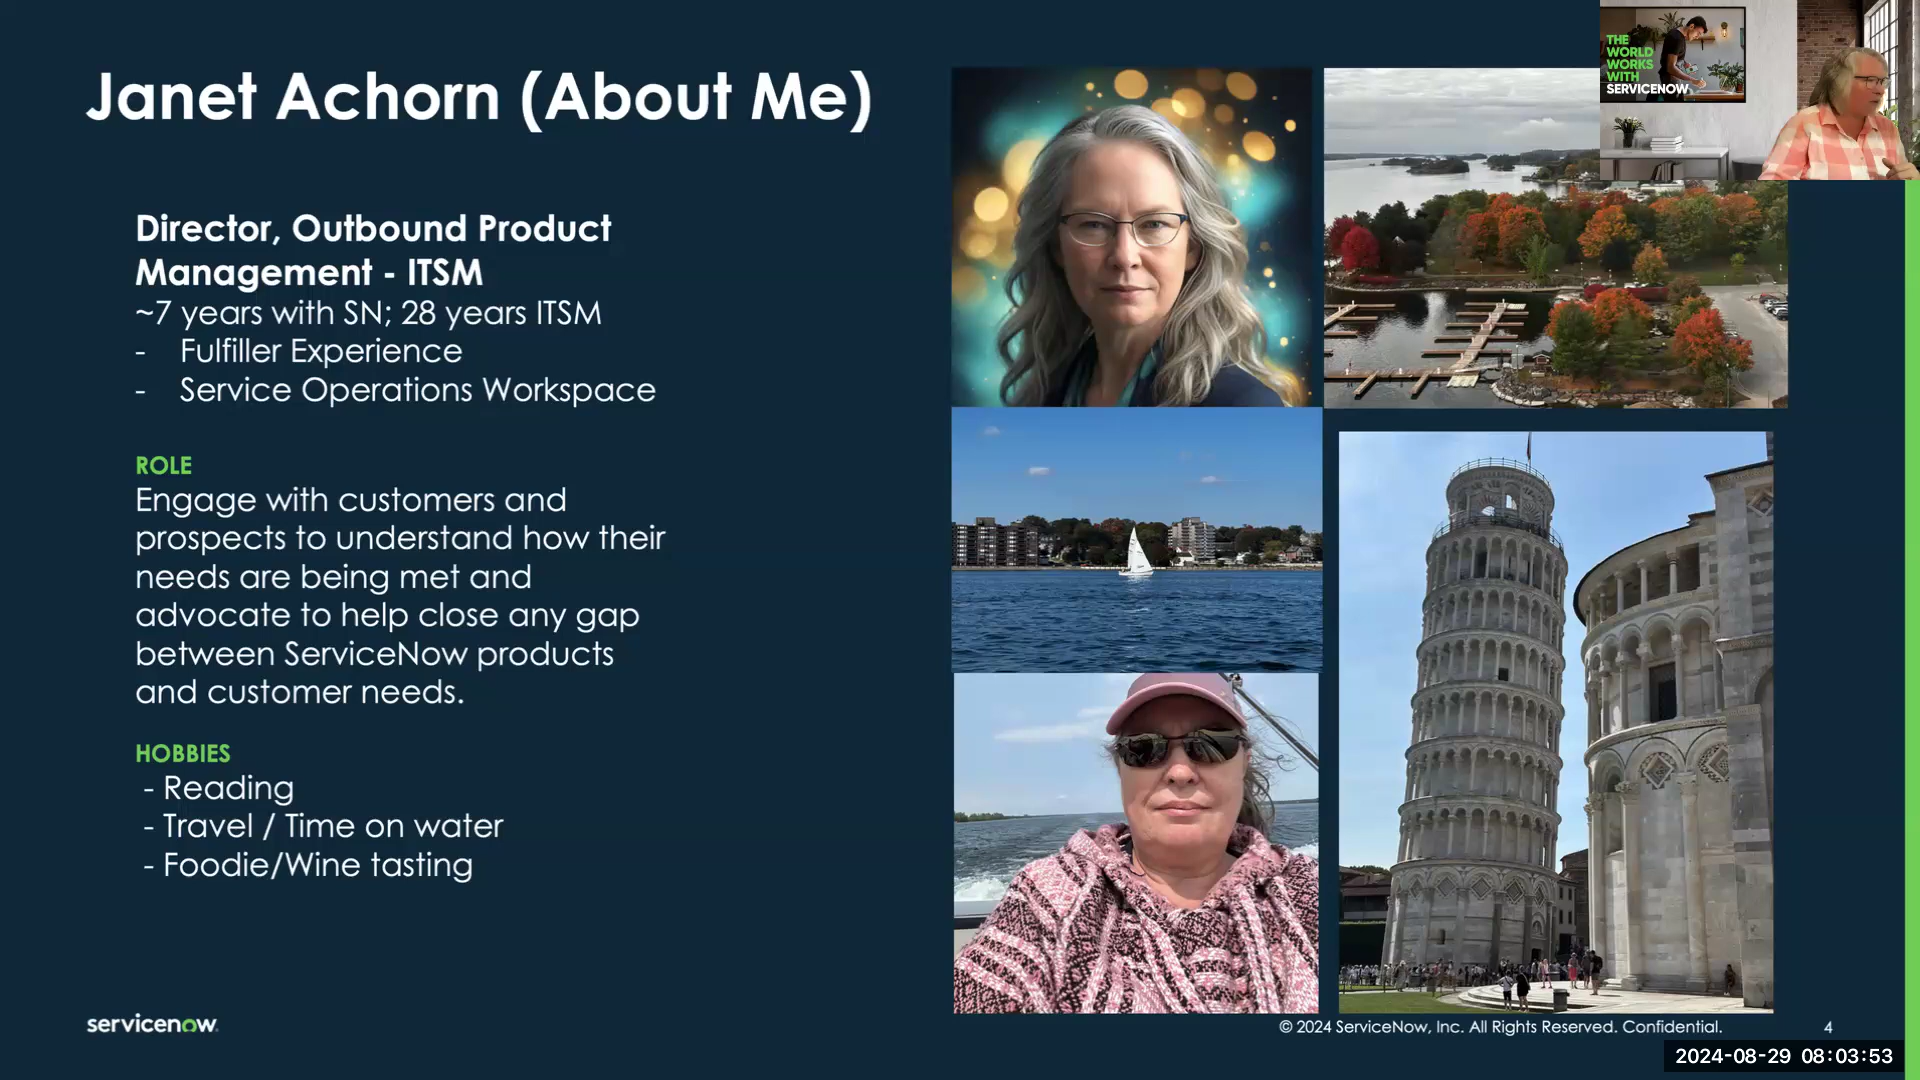 Janet Achorn (About Me)
THE
WORLD
WORKS
WITH
SERVICENOW
Director, Outbound Product
Management - ITSM
~7 years with SN; 28 years ITSM
- Fulfiller Experience
- Service Operations Workspace
ROLE
Engage with customers and
prospects to understand how their
needs are being met and
advocate to help close any gap
between ServiceNow products
and customer needs.
HOBBIES
- Reading
- Travel / Time on water
- Foodie/Wine tasting
servicenow
© 2024 ServiceNow, Inc. All Rights Reserved. Confidential.
4
2024-08-29 08:03:53